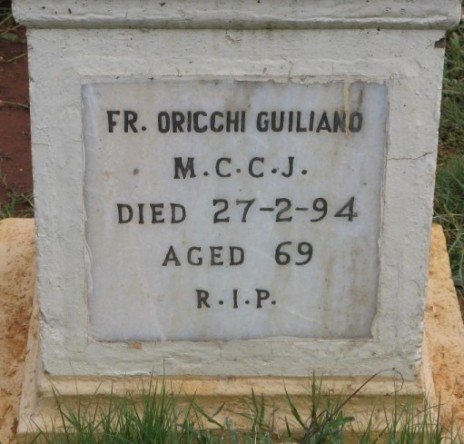 FR. ORICCHI GUILIANO
M.C.C.J.
DIED 27-2-94
AGED 69
R.I.P.